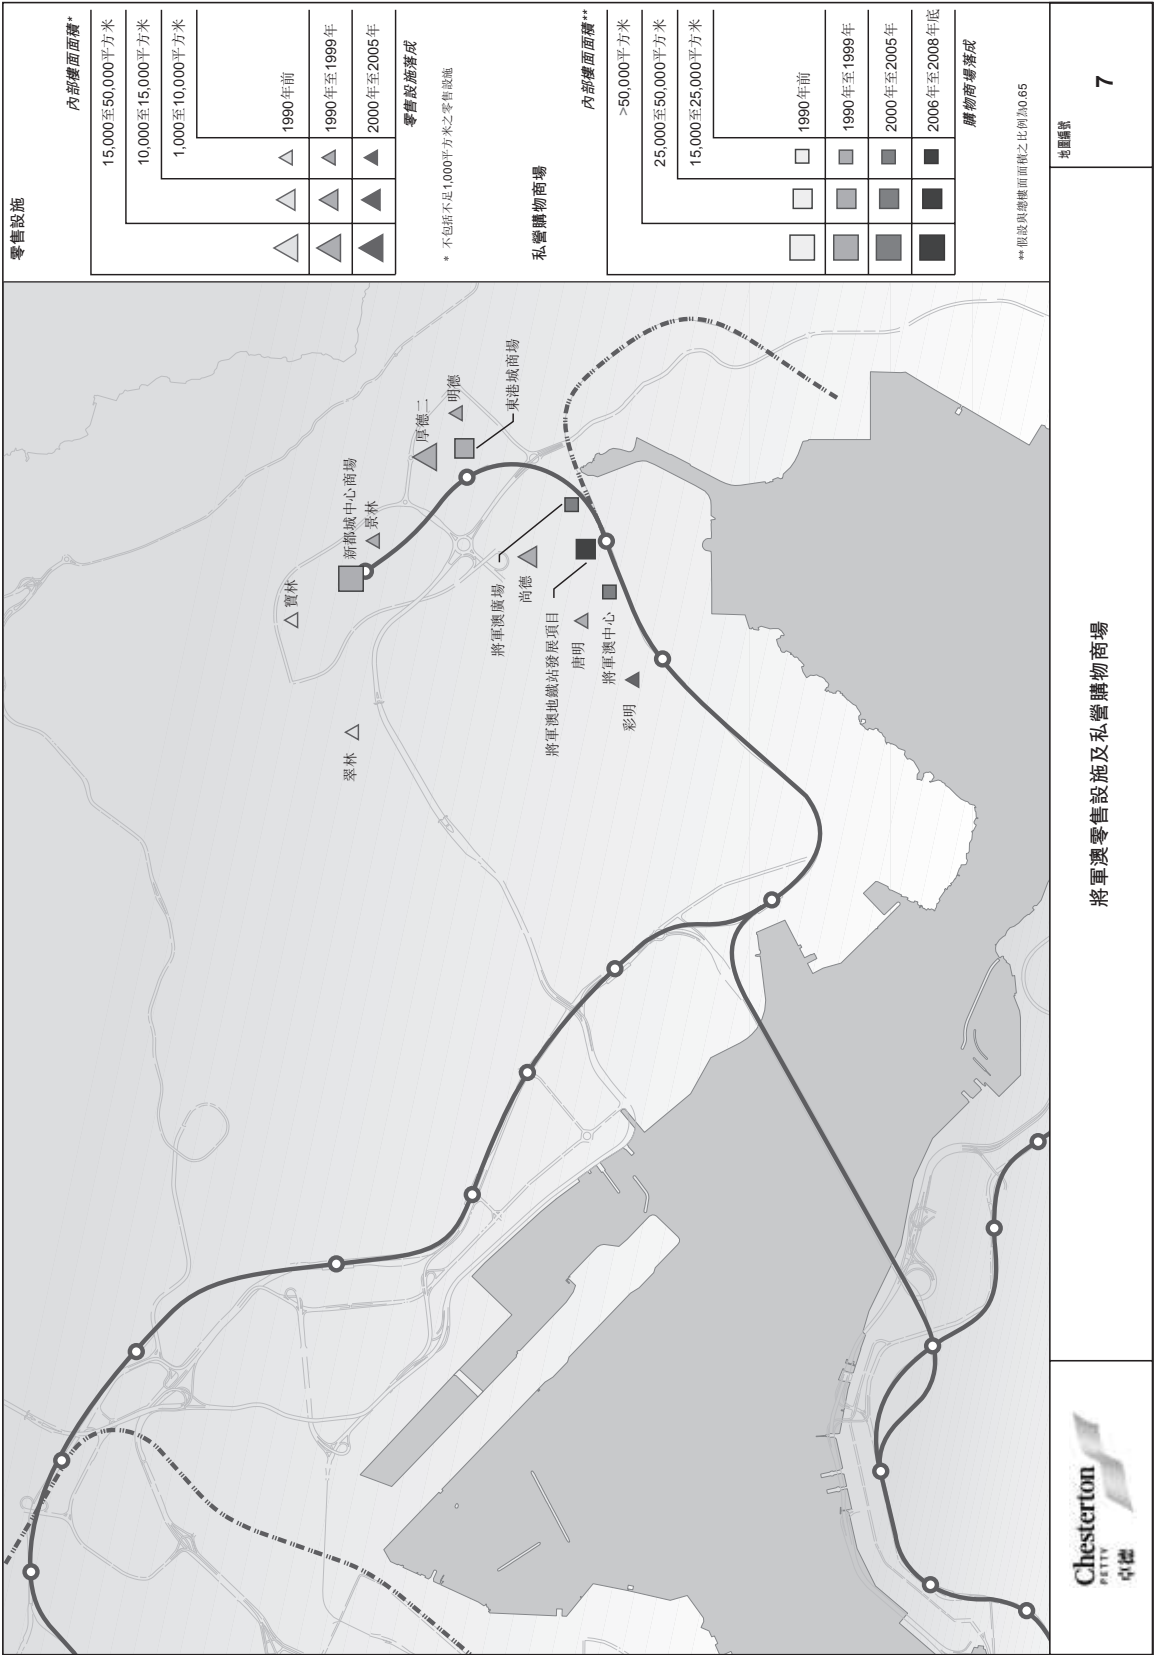 零售設施
內部樓面面積*
15,000至50,000平方米
10,000至15,000平方米
1,000至10,000平方米
1990年前
1990年至1999年
2000年至2005年
零售設施落成
* 不包括不足1,000平方米之零售設施
私營購物商場
內部樓面面積**
>50,000平方米
25,000至50,000平方米
15,000至25,000平方米
1990年前
1990年至1999年
2000年至2005年
2006年至2008年底
購物商場落成
**假設與總樓面面積之比例為0.65
寶林
翠林
新都城中心商場
景林
厚德二
明德
東港城商場
將軍澳廣場
尚德
將軍澳地鐵站發展項目
唐明
將軍澳中心
彩明
地圖編號
7
將軍澳零售設施及私營購物商場
Chesterton
PETTY
卓德